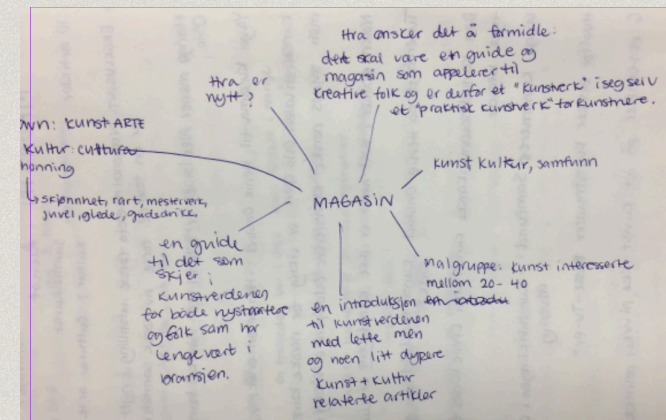 Hva ønsker det å formidle:
det skal være en guide og
magasin som appelerer til
kreative folk og er derfor et "kunstverk" i seg selv
et "praktisk kunstverk" for kunstnere.
Hva er
nytt?
wn: KUNST ARTE
Kultur: cultura
honning
skjønnhet, rart, mesterverk,
juvel, glede, gudedrikk,
MAGASIN
kunst kultur, samfunn
målgruppe: kunst interesserte
mellom 20-40
en guide
til det som
skjer i
kunstverdenen
for både nystartere
og folk som har
lenge vært i
bransjen.
en introduksjon
til kunstverdenen
med lette men
og noen litt dypere
kunst + kultur
relaterte artikler